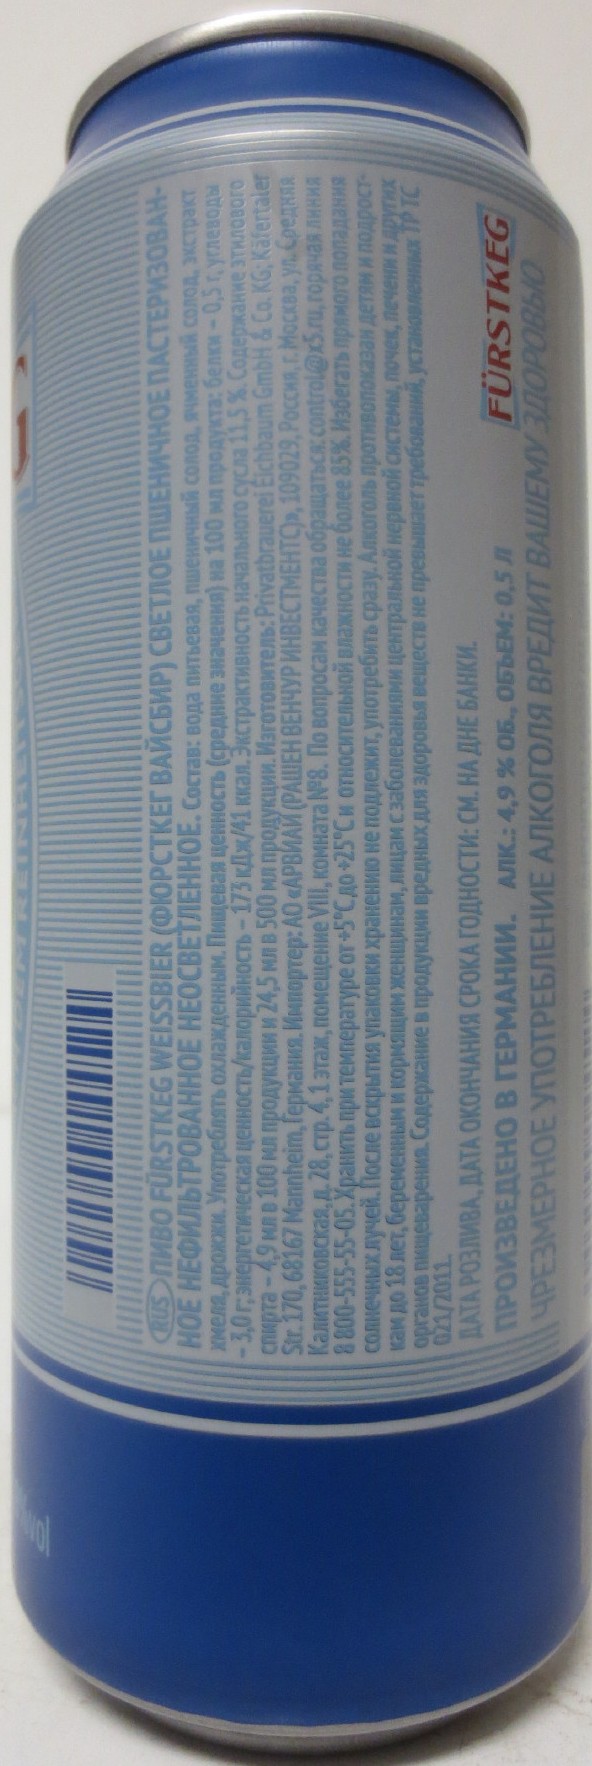 RUS ПИВО FÜRSTKEG WEISSBIER (ФЮРСТКЕГ ВАЙСБИР) СВЕТЛОЕ ПШЕНИЧНОЕ ПАСТЕРИЗОВАН-
НОЕ НЕФИЛЬТРОВАННОЕ НЕОСВЕТЛЕННОЕ. Состав: вода питьевая, пшеничный солод, ячменный солод, экстракт
хмеля, дрожжи. Употреблять охлажденным. Пищевая ценность (средние значения) на 100 мл продукта: белки – 0,5 г, углеводы
– 3,0 г; энергетическая ценность/калорийность – 173 кДж/41 ккал. Экстрактивность начального сусла 11,5 %. Содержание этилового
спирта – 4,9 мл в 100 мл продукции и 24,5 мл в 500 мл продукции. Изготовитель: Privatbrauerei Eichbaum GmbH & Co. KG; Käfertaler
Str. 170, 68167 Mannheim, Германия. Импортер: АО «АРВИАЙ (РАШЕН ВЕНЧУР ИНВЕСТМЕНТС)», 109029, Россия, г. Москва, ул. Средняя
Калитниковская, д. 28, стр. 4, 1 этаж, помещение VIII, комната №8. По вопросам качества обращаться: control@x5.ru, горячая линия
8 800-555-55-05. Хранить при температуре от +5°С до +25°С и относительной влажности не более 85%. Избегать прямого попадания
солнечных лучей. После вскрытия упаковки хранению не подлежит, употребить сразу. Алкоголь противопоказан детям и подрост-
кам до 18 лет, беременным и кормящим женщинам, лицам с заболеваниями центральной нервной системы, почек, печени и других
органов пищеварения. Содержание в продукции вредных для здоровья веществ не превышает требований, установленных ТР ТС
021/2011.
ДАТА РОЗЛИВА, ДАТА ОКОНЧАНИЯ СРОКА ГОДНОСТИ: СМ. НА ДНЕ БАНКИ.
ПРОИЗВЕДЕНО В ГЕРМАНИИ. АЛК.: 4,9 % ОБ., ОБЪЕМ: 0,5 Л
FÜRSTKEG
ЧРЕЗМЕРНОЕ УПОТРЕБЛЕНИЕ АЛКОГОЛЯ ВРЕДИТ ВАШЕМУ ЗДОРОВЬЮ
vol